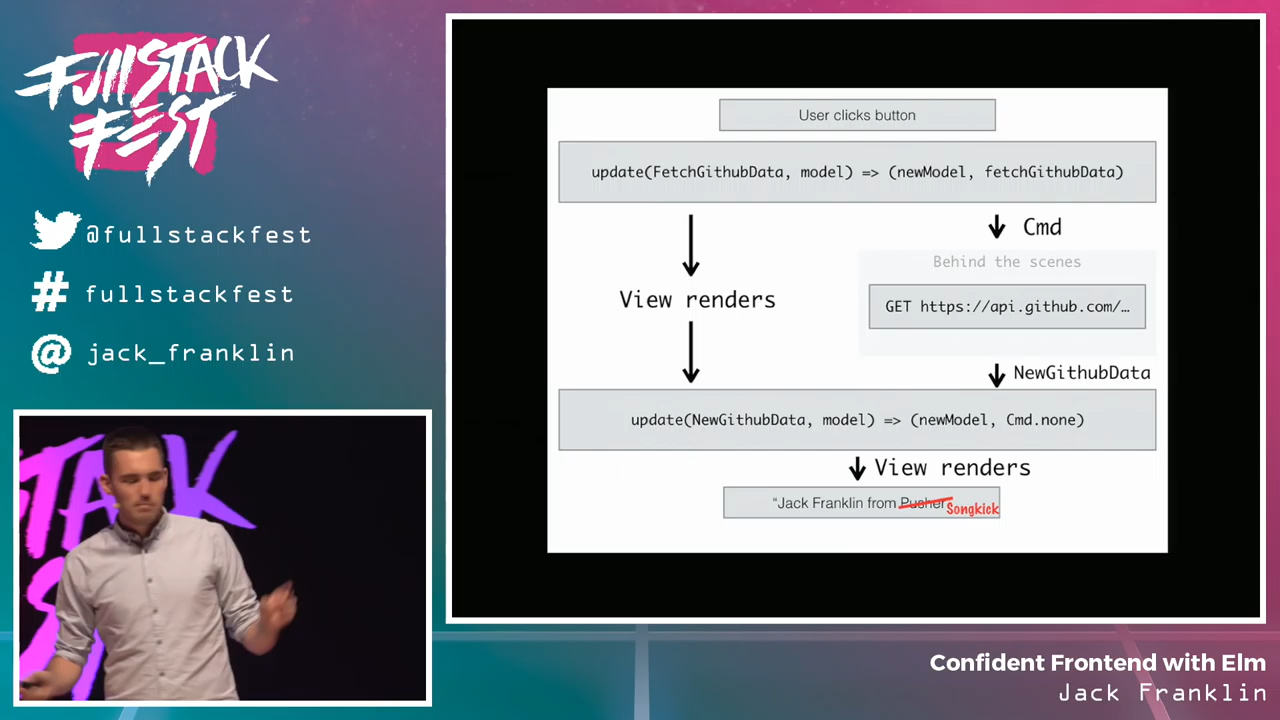 FullStack
Fest
@fullstackfest
# fullstackfest
@ jack_franklin
User clicks button
update(FetchGithubData, model) => (newModel, fetchGithubData)
Cmd
Behind the scenes
View renders
GET https://api.github.com/…
NewGithubData
update(NewGithubData, model) => (newModel, Cmd.none)
View renders
“Jack Franklin from Pusher Songkick
STACK
Confident Frontend with Elm
Jack Franklin